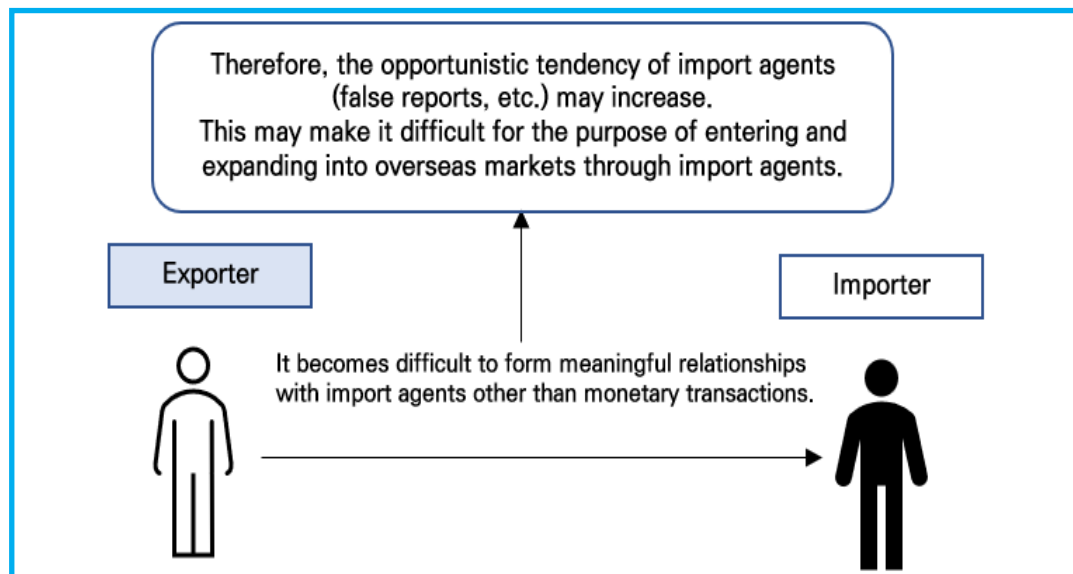 Therefore, the opportunistic tendency of import agents
(false reports, etc.) may increase.
This may make it difficult for the purpose of entering and
expanding into overseas markets through import agents.
Exporter
Importer
It becomes difficult to form meaningful relationships
with import agents other than monetary transactions.